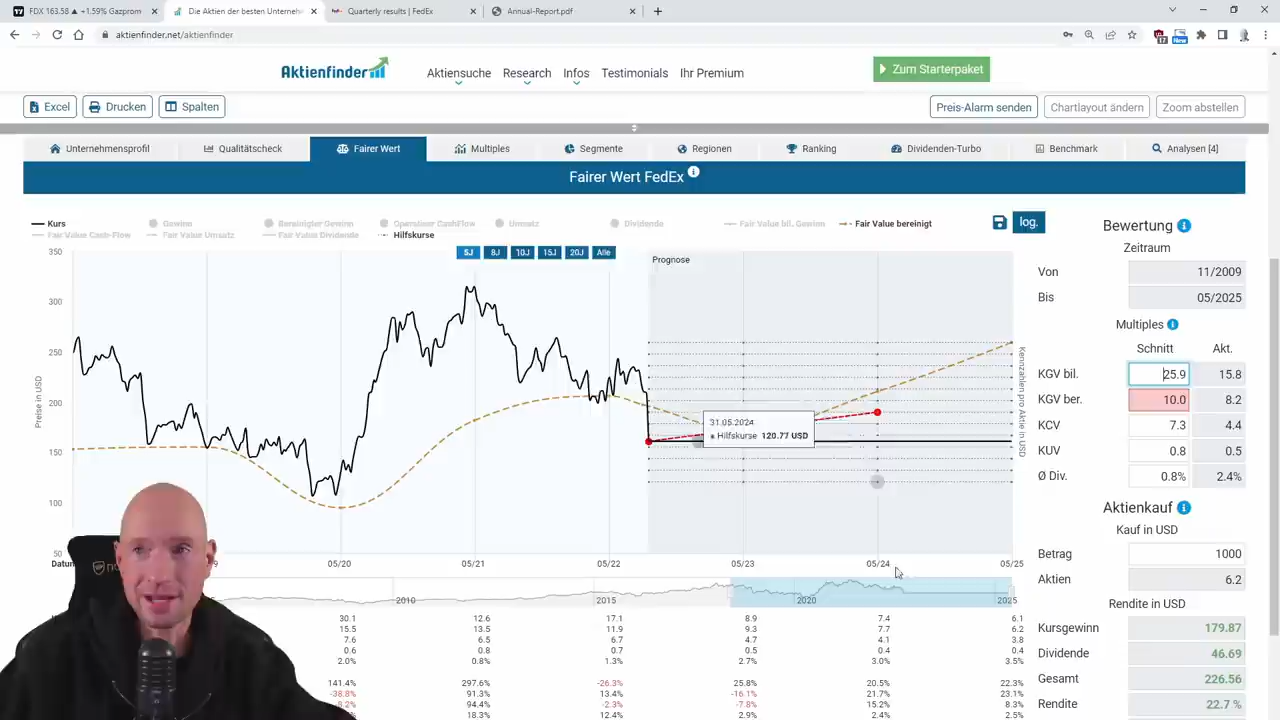 FDX 163.58 ▲ +1.59% Gazprom
Die Aktien der besten Unterneh
Quarterly results | FedEx
Annual-Report.pdf
aktienfinder.net/aktienfinder
17
New
Aktienfinder
Aktiensuche Research Infos Testimonials Ihr Premium
Zum Starterpaket
Excel Drucken Spalten
Preis-Alarm senden Chartlayout ändern Zoom abstellen
Unternehmensprofil Qualitätscheck Fairer Wert Multiples Segmente Regionen Ranking Dividenden-Turbo Benchmark Analysen [4]
Fairer Wert FedEx
Kurs Gewinn Bereinigter Gewinn Operativer CashFlow Umsatz Dividende Fair Value bil. Gewinn Fair Value bereinigt
Fair Value Cash-Flow Fair Value Umsatz Fair Value Dividende Hilfskurse
log.
5J 8J 10J 15J 20J Alle
Prognose
350
300
250
200
150
100
50
Preise in USD
Kennzahlen pro Aktie in USD
31.05.2024
Hilfskurse 120.77 USD
Datum
05/20 05/21 05/22 05/23 05/24 05/25
2010 2015 2020 2025
30.1 12.6 17.1 8.9 7.4 6.1
15.5 13.5 11.9 9.3 7.7 6.2
7.6 6.5 6.7 4.7 4.1 3.8
0.6 0.8 0.7 0.5 0.4 0.4
2.0% 0.8% 1.3% 2.7% 3.0% 3.5%
141.4% 297.6% -26.3% 25.8% 20.5% 22.3%
-38.8% 91.3% 13.4% -16.1% 21.7% 23.1%
94.4% -2.3% -7.8% 15.2% 8.3%
18.3% 12.4% 2.9% 2.4% 2.5%
Bewertung
Zeitraum
Von 11/2009
Bis 05/2025
Multiples
Schnitt Akt.
KGV bil. 25.9 15.8
KGV ber. 10.0 8.2
KCV 7.3 4.4
KUV 0.8 0.5
Ø Div. 0.8% 2.4%
Aktienkauf
Kauf in USD
Betrag 1000
Aktien 6.2
Rendite in USD
Kursgewinn 179.87
Dividende 46.69
Gesamt 226.56
Rendite 22.7 %